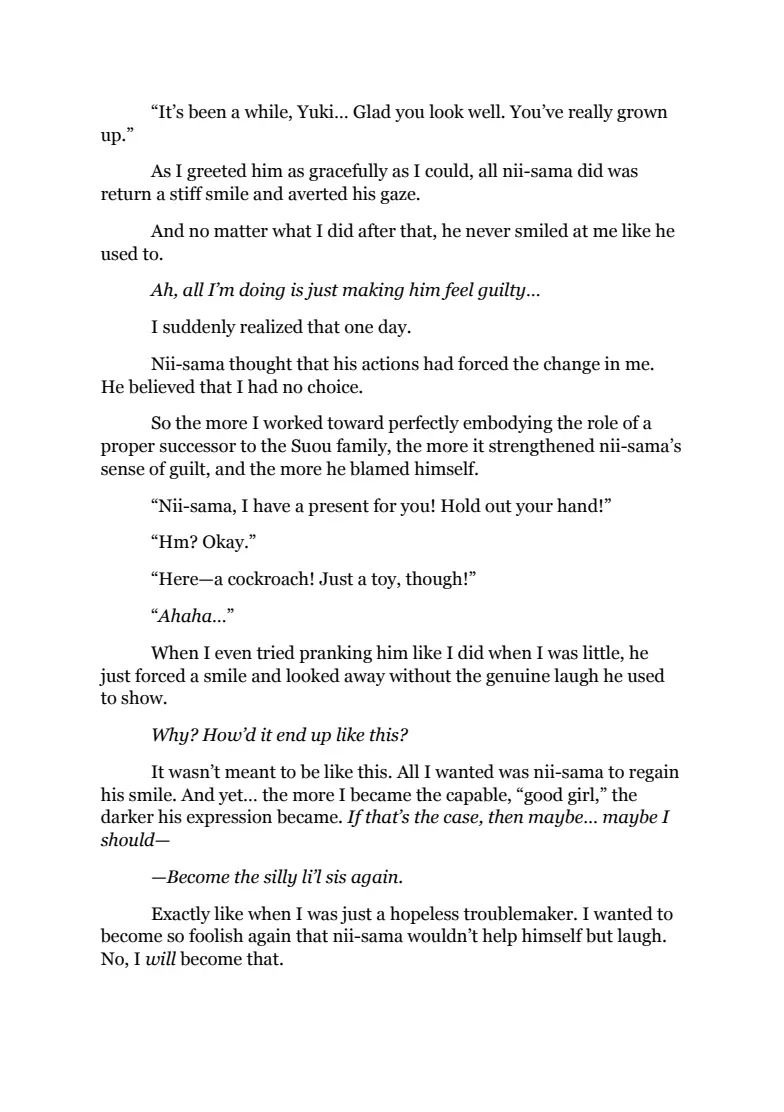 “It’s been a while, Yuki… Glad you look well. You’ve really grown
up.”
As I greeted him as gracefully as I could, all nii-sama did was
return a stiff smile and averted his gaze.
And no matter what I did after that, he never smiled at me like he
used to.
Ah, all I’m doing is just making him feel guilty…
I suddenly realized that one day.
Nii-sama thought that his actions had forced the change in me.
He believed that I had no choice.
So the more I worked toward perfectly embodying the role of a
proper successor to the Suou family, the more it strengthened nii-sama’s
sense of guilt, and the more he blamed himself.
“Nii-sama, I have a present for you! Hold out your hand!”
“Hm? Okay.”
“Here—a cockroach! Just a toy, though!”
“Ahaha…”
When I even tried pranking him like I did when I was little, he
just forced a smile and looked away without the genuine laugh he used
to show.
Why? How’d it end up like this?
It wasn’t meant to be like this. All I wanted was nii-sama to regain
his smile. And yet… the more I became the capable, “good girl,” the
darker his expression became. If that’s the case, then maybe… maybe I
should—
—Become the silly li’l sis again.
Exactly like when I was just a hopeless troublemaker. I wanted to
become so foolish again that nii-sama wouldn’t help himself but laugh.
No, I will become that.